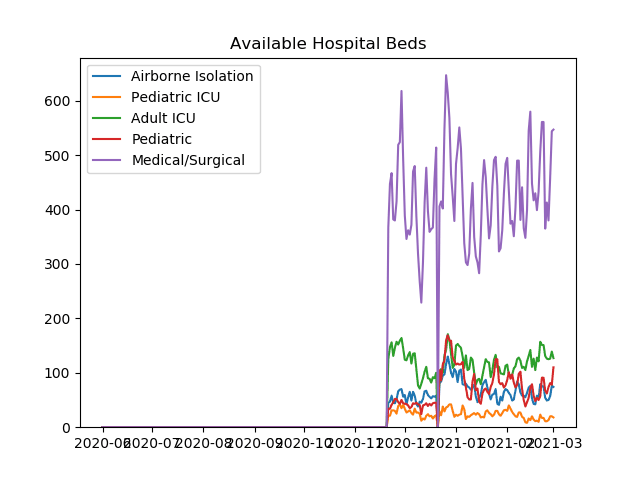 Available Hospital Beds
Airborne Isolation
Pediatric ICU
Adult ICU
Pediatric
Medical/Surgical
600
500
400
300
200
100
0
2020-06 2020-07 2020-08 2020-09 2020-10 2020-11 2020-12 2021-01 2021-02 2021-03